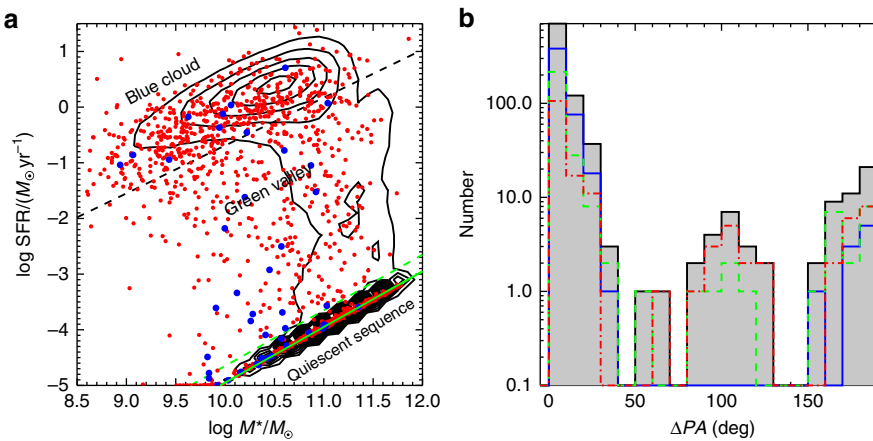 a
b
1
0
−1
−2
−3
−4
−5
log SFR/(M⊙yr⁻¹)
Blue cloud
Green valley
Quiescent sequence
8.5 9.0 9.5 10.0 10.5 11.0 11.5 12.0
log M*/M⊙
100.0
10.0
1.0
0.1
Number
0 50 100 150
ΔPA (deg)